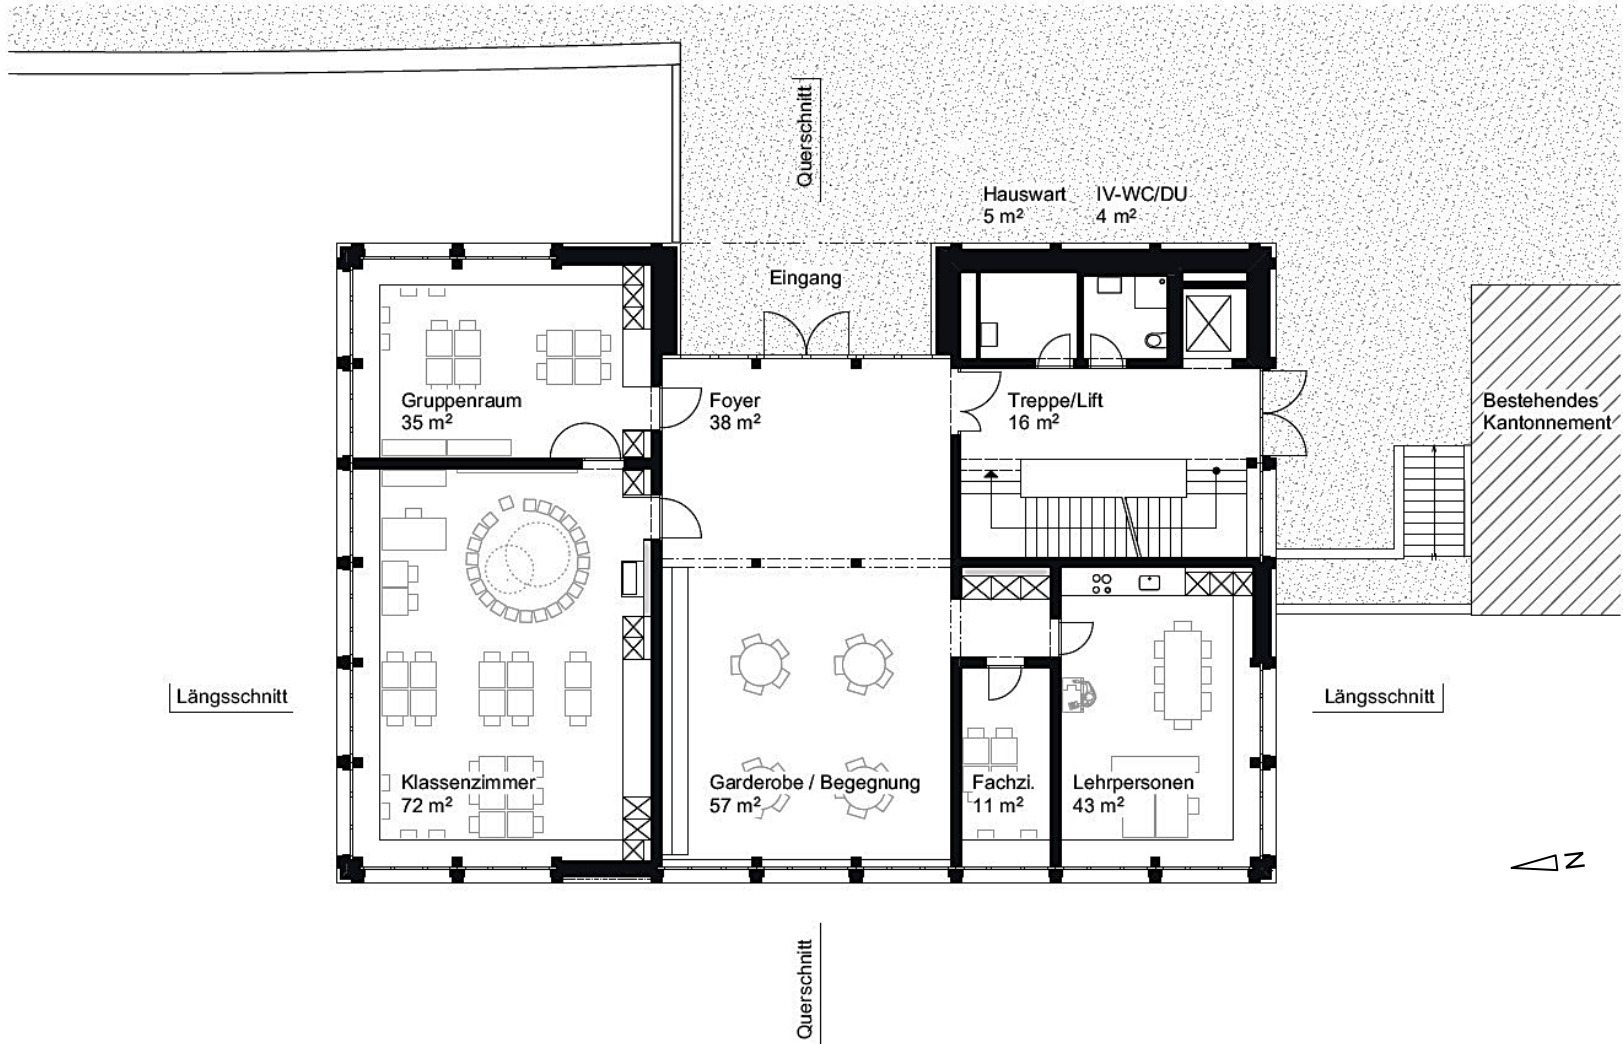 Querschnitt
Hauswart
5 m²
IV-WC/DU
4 m²
Eingang
Gruppenraum
35 m²
Foyer
38 m²
Treppe/Lift
16 m²
Bestehendes
Kantonnement
Längsschnitt
Längsschnitt
Klassenzimmer
72 m²
Garderobe / Begegnung
57 m²
Fachzi.
11 m²
Lehrpersonen
43 m²
N
Querschnitt